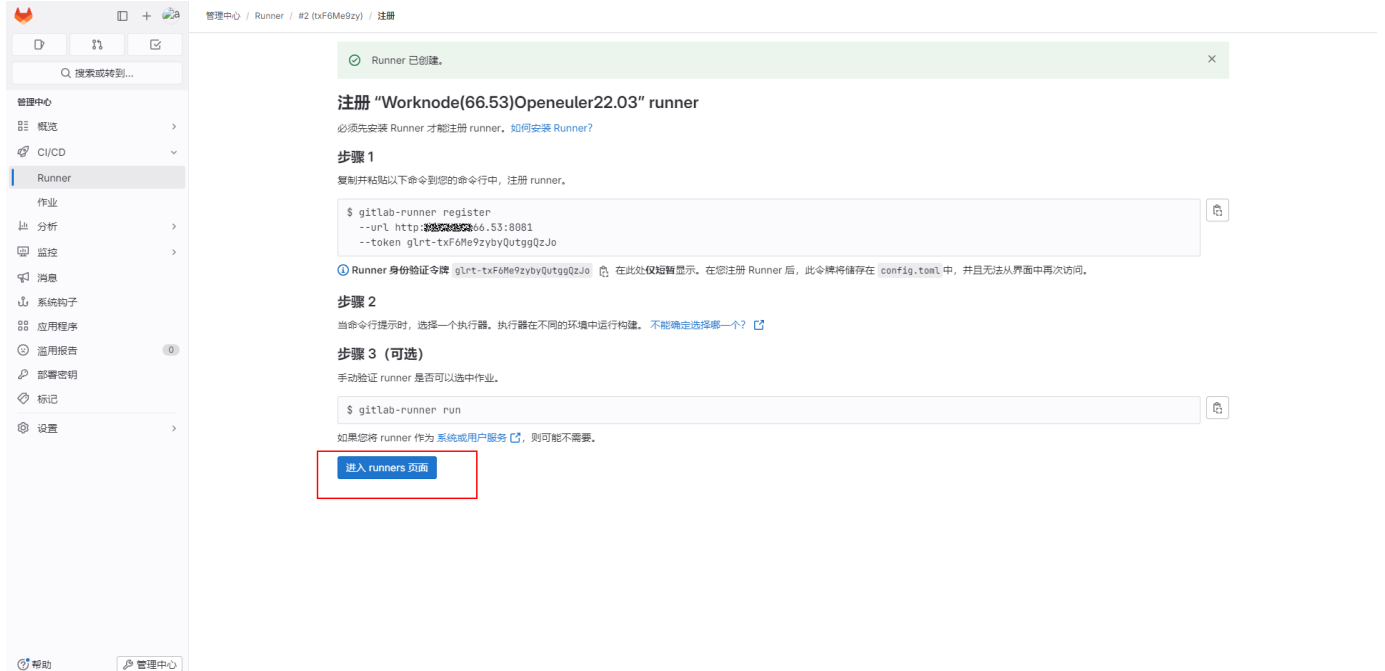 管理中心 / Runner / #2 (txF6Me9zy) / 注册
搜索或转到...
管理中心
概览
CI/CD
Runner
作业
分析
监控
消息
系统钩子
应用程序
滥用报告 0
部署密钥
标记
设置
帮助
管理中心
Runner 已创建。
注册 “Worknode(66.53)Openeuler22.03” runner
必须先安装 Runner 才能注册 runner。如何安装 Runner?
步骤 1
复制并粘贴以下命令到您的命令行中，注册 runner。
$ gitlab-runner register
--url http: 66.53:8081
--token glrt-txF6Me9zybyQutggQzJo
Runner 身份验证令牌 glrt-txF6Me9zybyQutggQzJo 在此处仅短暂显示。在您注册 Runner 后，此令牌将储存在 config.toml 中，并且无法从界面中再次访问。
步骤 2
当命令行提示时，选择一个执行器。执行器在不同的环境中运行构建。 不能确定选择哪一个？
步骤 3（可选）
手动验证 runner 是否可以选中作业。
$ gitlab-runner run
如果您将 runner 作为 系统或用户服务，则可能不需要。
进入 runners 页面